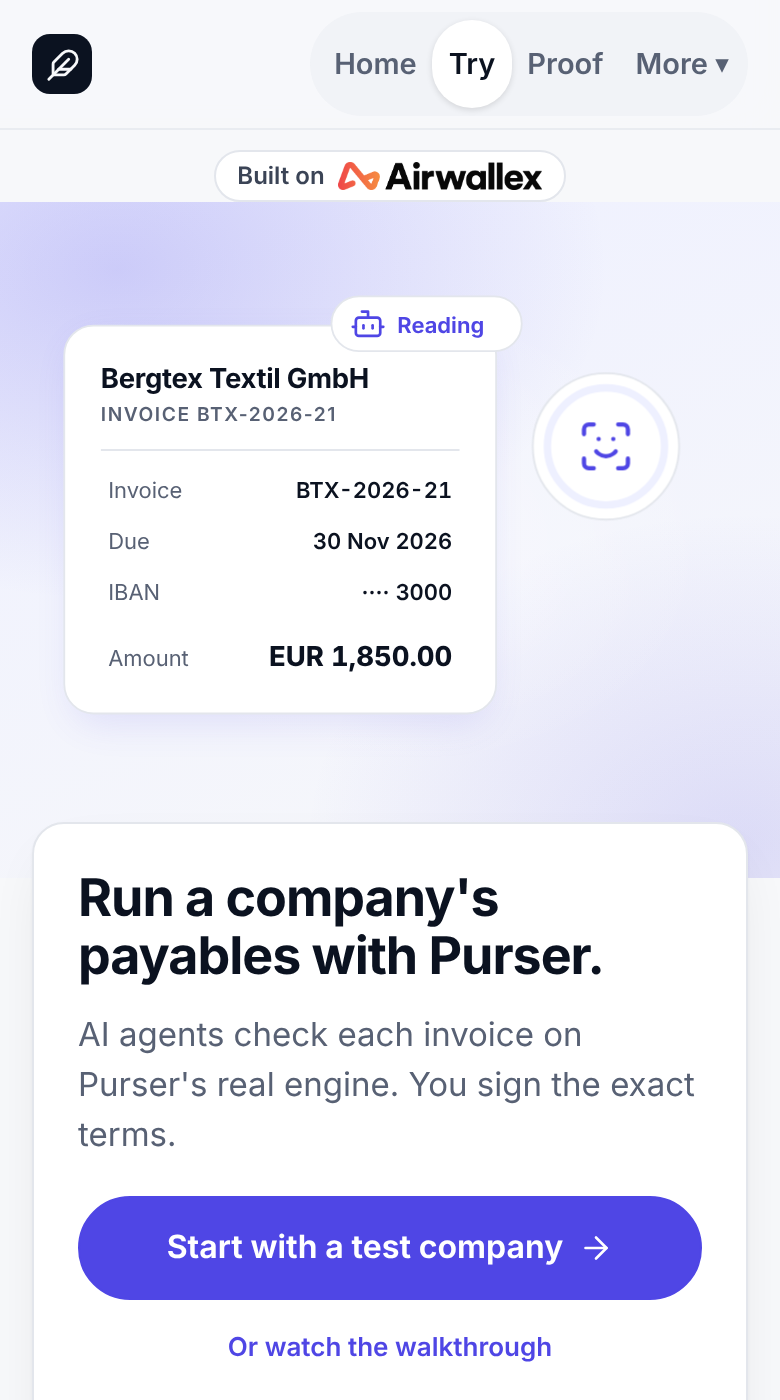 Home Try Proof More ▾
Built on Airwallex
Reading
Bergtex Textil GmbH
INVOICE BTX-2026-21
Invoice BTX-2026-21
Due 30 Nov 2026
IBAN ···· 3000
Amount EUR 1,850.00
Run a company's
payables with Purser.
AI agents check each invoice on
Purser's real engine. You sign the exact
terms.
Start with a test company →
Or watch the walkthrough